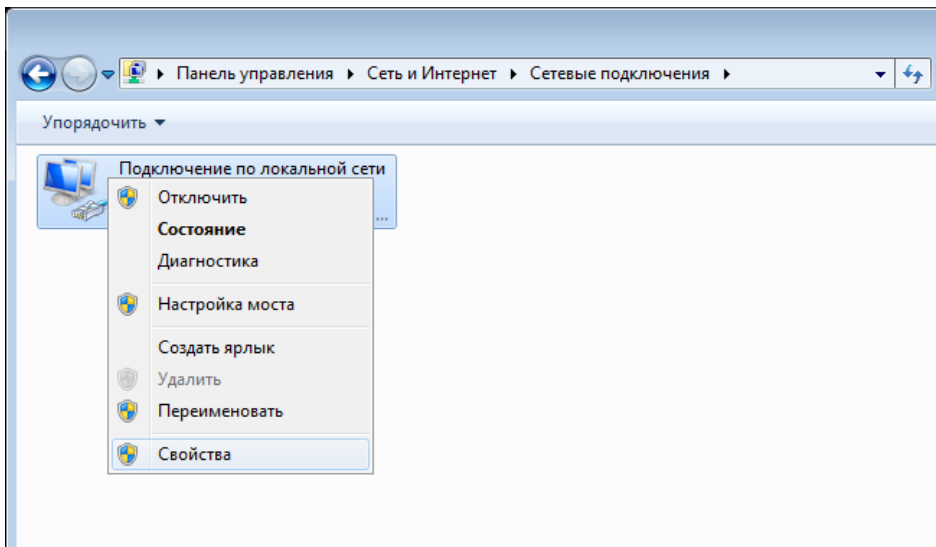 Панель управления Сеть и Интернет Сетевые подключения
Упорядочить
Подключение по локальной сети
...
Отключить
Состояние
Диагностика
Настройка моста
Создать ярлык
Удалить
Переименовать
Свойства